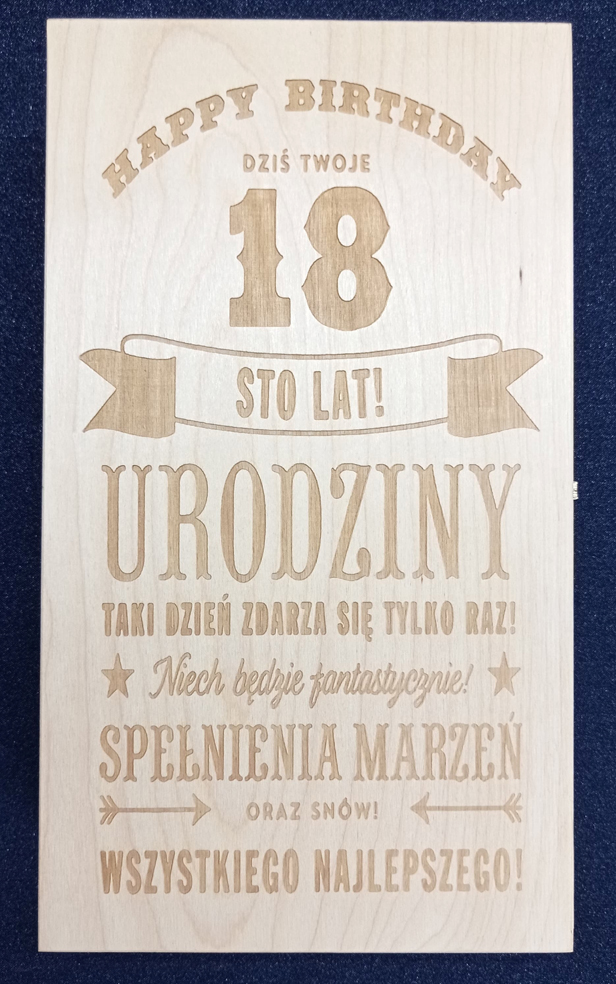 HAPPY BIRTHDAY
DZIŚ TWOJE
18
STO LAT!
URODZINY
TAKI DZIEŃ ZDARZA SIĘ TYLKO RAZ!
Niech będzie fantastycznie!
SPEŁNIENIA MARZEŃ
ORAZ SNÓW!
WSZYSTKIEGO NAJLEPSZEGO!